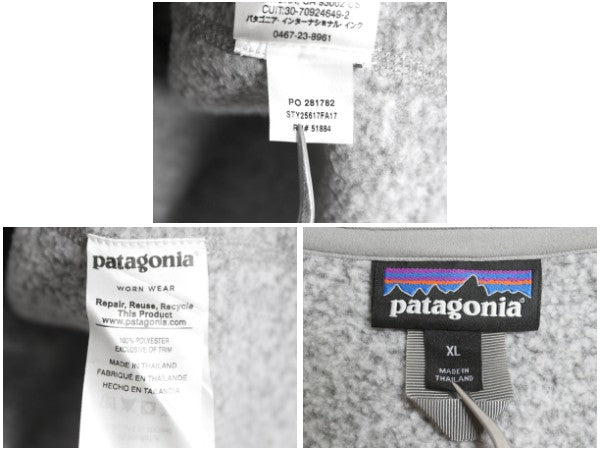 CUIT:30-70924649-2
パタゴニア・インターナショナル・インク
0467-23-8961
PO 281782
STY25617FA17
# 51884
patagonia
WORN WEAR
Repair, Reuse, Recycle
This Product
www.patagonia.com
100% POLYESTER
EXCLUSIVE OF TRIM
MADE IN THAILAND
FABRIQUÉ EN THAÏLANDE
HECHO EN TAILANDIA
patagonia
XL
MADE IN
THAILAND